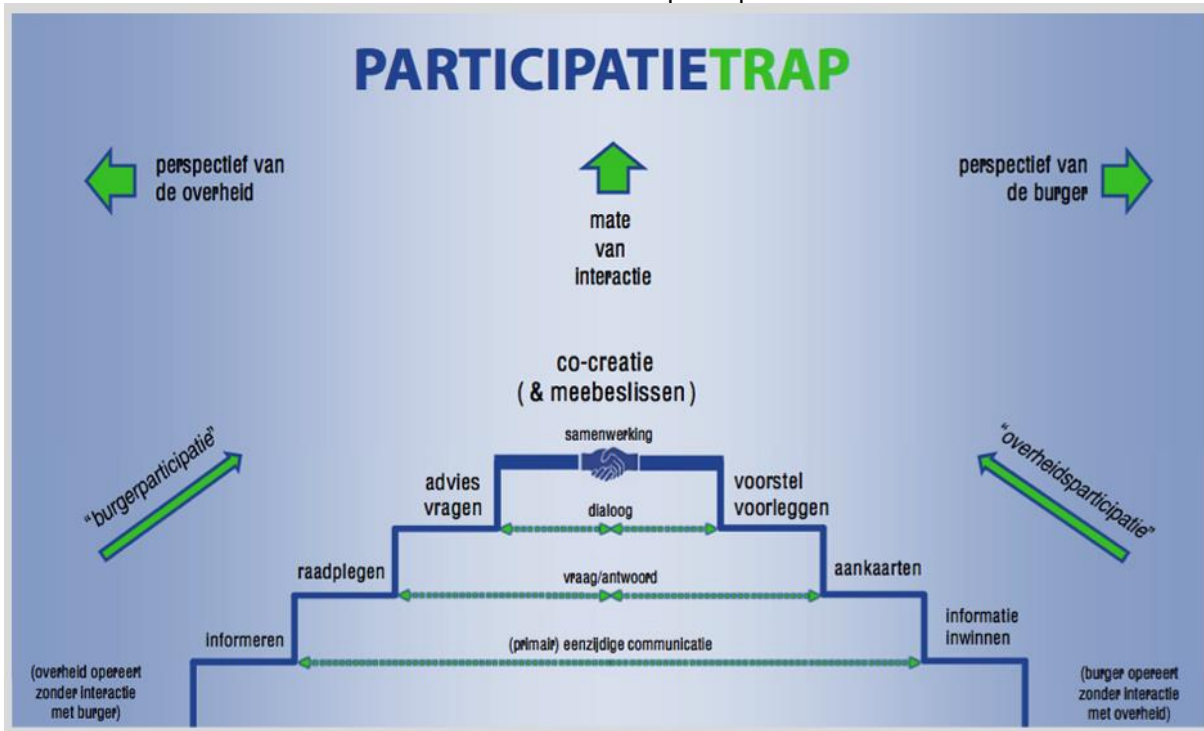 PARTICIPATIETRAP
perspectief van
de overheid
mate
van
interactie
perspectief van
de burger
co-creatie
( & meebeslissen )
samenwerking
"burgerparticipatie"
"overheidsparticipatie"
advies
vragen
voorstel
voorleggen
dialoog
raadplegen
vraag/antwoord
aankaarten
informeren
(primair) eenzijdige communicatie
informatie
inwinnen
(overheid opereert
zonder interactie
met burger)
(burger opereert
zonder interactie
met overheid)